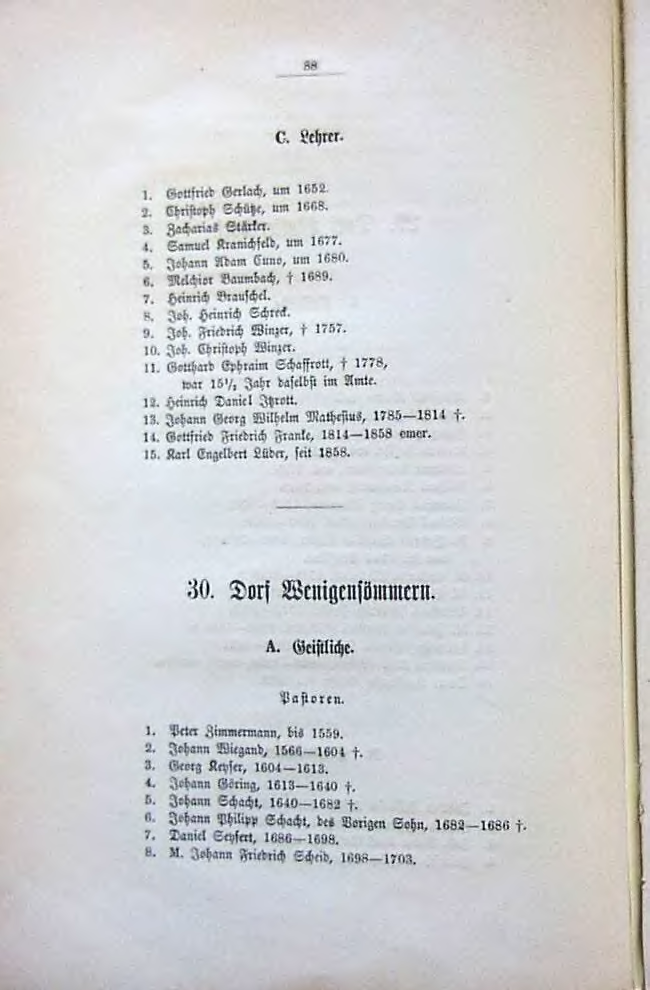 88
C. Lehrer.
1. Gottfried Gerlach, um 1652.
2. Christoph Schütze, um 1668.
3. Zacharias Stärker.
4. Samuel Kranichfeld, um 1677.
5. Johann Adam Cuno, um 1680.
6. Melchior Baumbach, † 1689.
7. Heinrich Brauschel.
8. Joh. Heinrich Schreck.
9. Joh. Friedrich Winzer, † 1757.
10. Joh. Christoph Winzer.
11. Gotthard Ephraim Schaffrott, † 1778,
war 15½ Jahr daselbst im Amte.
12. Heinrich Daniel Jtzrott.
13. Johann Georg Wilhelm Mathesius, 1785—1814 †.
14. Gottfried Friedrich Franke, 1814—1858 emer.
15. Karl Engelbert Lüber, seit 1858.
30. Dorf Wenigensömmern.
A. Geistliche.
Pastoren.
1. Peter Zimmermann, bis 1559.
2. Johann Wiegand, 1566—1604 †.
3. Georg Keyser, 1604—1613.
4. Johann Göring, 1613—1640 †.
5. Johann Schacht, 1640—1682 †.
6. Johann Philipp Schacht, des Vorigen Sohn, 1682—1686 †.
7. Daniel Seyfert, 1686—1698.
8. M. Johann Friedrich Scheid, 1698—1703.